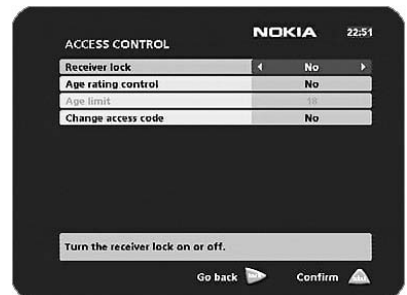 NOKIA 22:51
ACCESS CONTROL
Receiver lock No
Age rating control No
Age limit 18
Change access code No
Turn the receiver lock on or off.
Go back Confirm